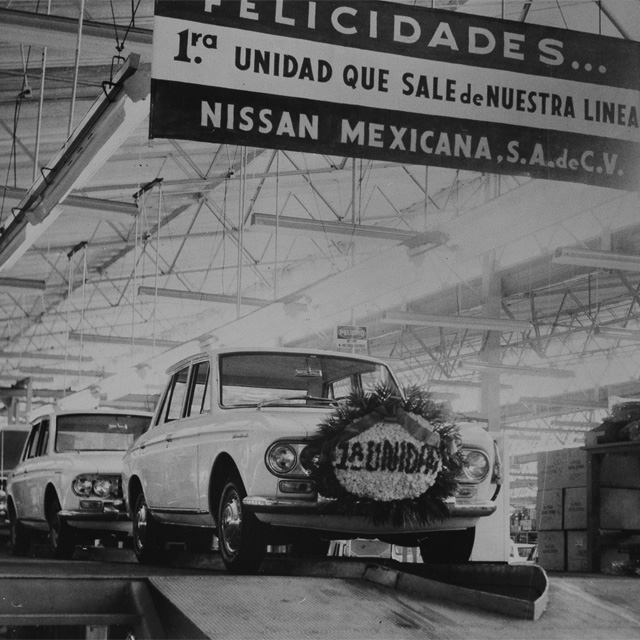 FELICIDADES...
1.ra UNIDAD QUE SALE de NUESTRA LINEA
NISSAN MEXICANA, S.A. de C.V.
1a UNIDAD